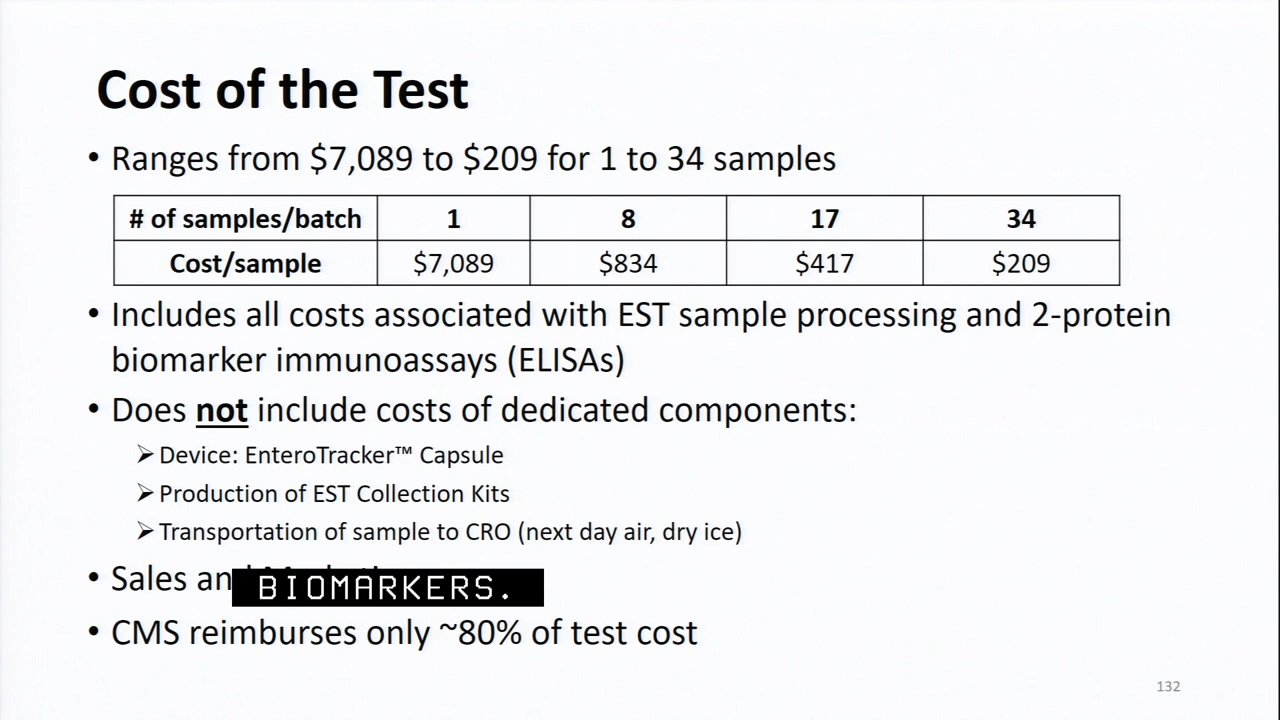 Cost of the Test
• Ranges from $7,089 to $209 for 1 to 34 samples
# of samples/batch 1 8 17 34
Cost/sample $7,089 $834 $417 $209
• Includes all costs associated with EST sample processing and 2-protein
biomarker immunoassays (ELISAs)
• Does not include costs of dedicated components:
➢ Device: EnteroTracker™ Capsule
➢ Production of EST Collection Kits
➢ Transportation of sample to CRO (next day air, dry ice)
• Sales and
BIOMARKERS.
• CMS reimburses only ~80% of test cost
132